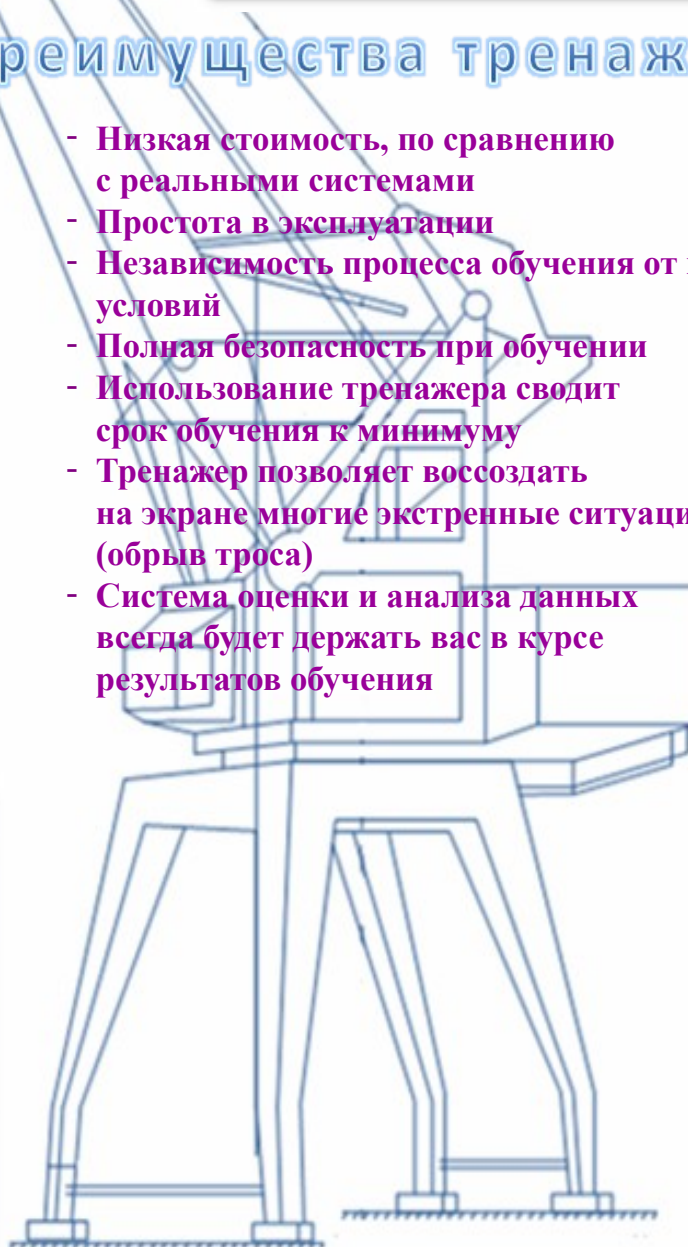 реимущества тренаж
- Низкая стоимость, по сравнению
с реальными системами
- Простота в эксплуатации
- Независимость процесса обучения от
условий
- Полная безопасность при обучении
- Использование тренажера сводит
срок обучения к минимуму
- Тренажер позволяет воссоздать
на экране многие экстренные ситуаци
(обрыв троса)
- Система оценки и анализа данных
всегда будет держать вас в курсе
результатов обучения